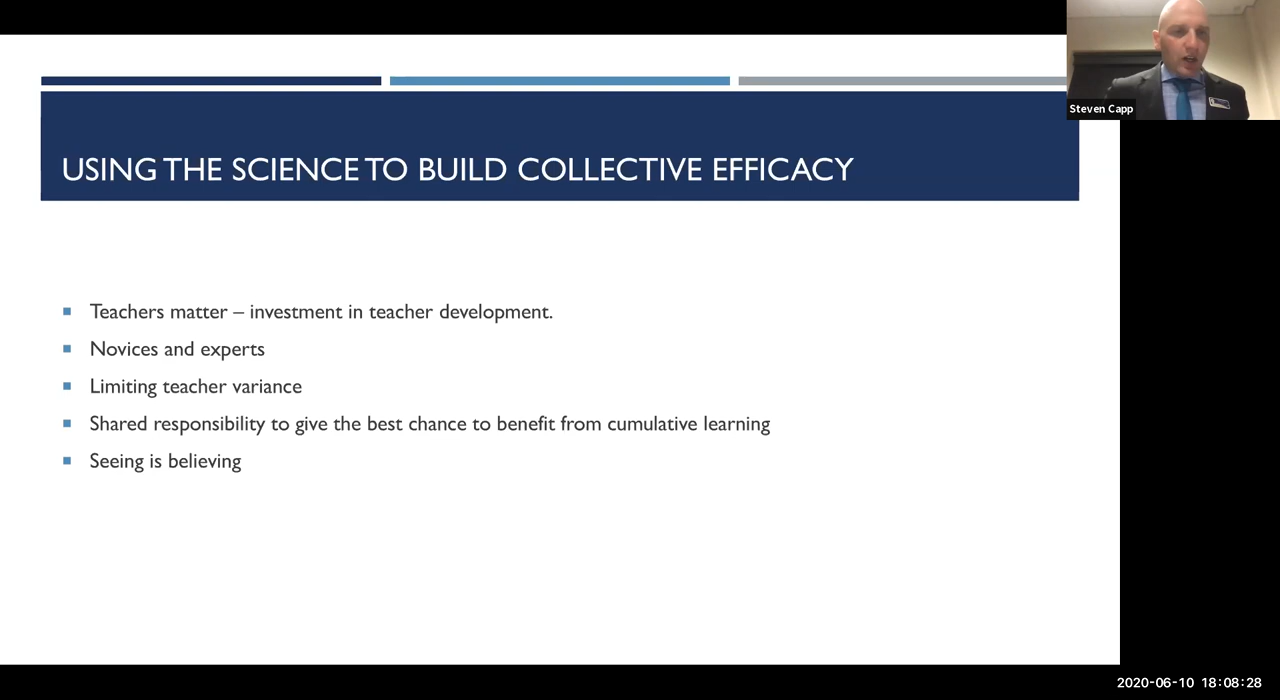 Steven Capp
USING THE SCIENCE TO BUILD COLLECTIVE EFFICACY
Teachers matter – investment in teacher development.
Novices and experts
Limiting teacher variance
Shared responsibility to give the best chance to benefit from cumulative learning
Seeing is believing
2020-06-10 18:08:28